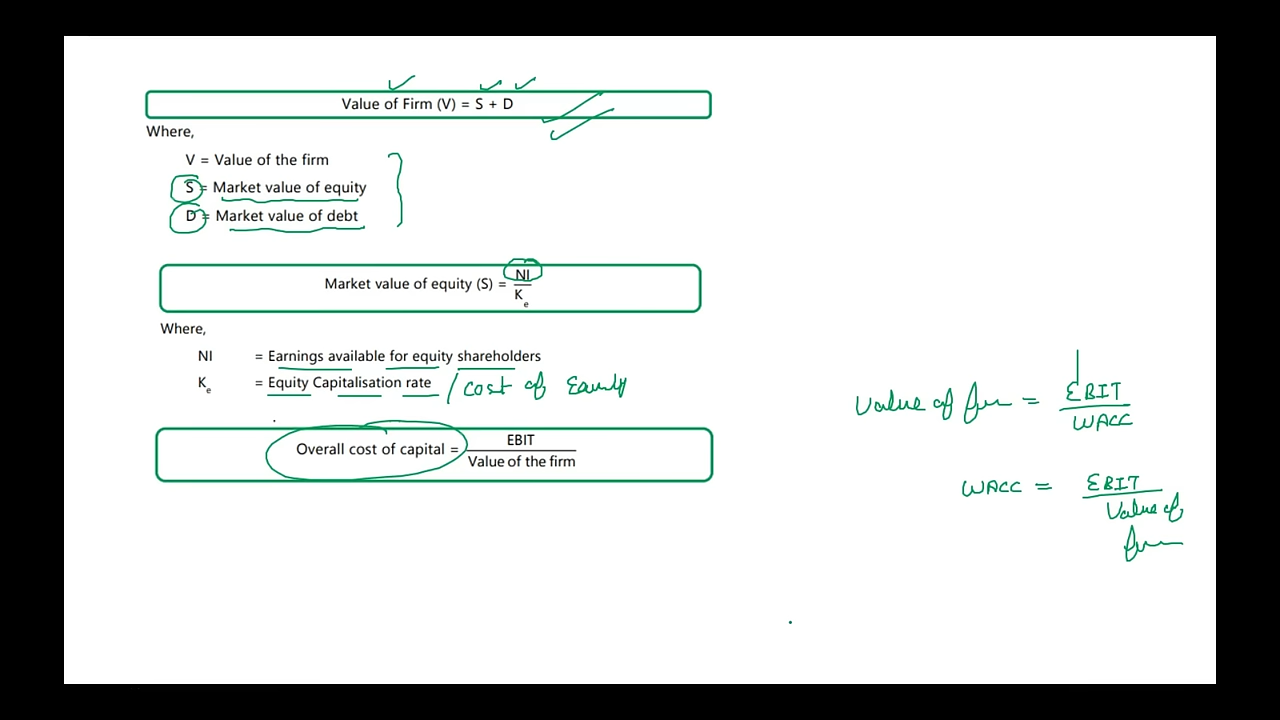 Value of Firm (V) = S + D
Where,
V = Value of the firm
S = Market value of equity
D = Market value of debt
Market value of equity (S) = NI
Ke
Where,
NI = Earnings available for equity shareholders
Ke = Equity Capitalisation rate / Cost of Equity
Overall cost of capital = EBIT
Value of the firm
Value of firm = EBIT
WACC
WACC = EBIT
Value of
firm